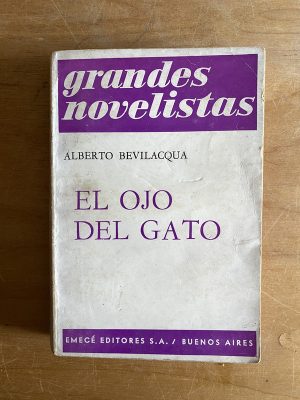 grandes
novelistas
ALBERTO BEVILACQUA
EL OJO
DEL GATO
EMECÉ EDITORES S.A. / BUENOS AIRES